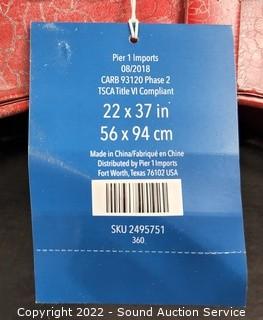 Pier 1 Imports
08/2018
CARB 93120 Phase 2
TSCA Title VI Compliant
22 x 37 in
56 x 94 cm
Made in China/Fabriqué en Chine
Distributed by Pier 1 Imports
Fort Worth, Texas 76102 USA
SKU 2495751
360
Copyright 2022 - Sound Auction Service